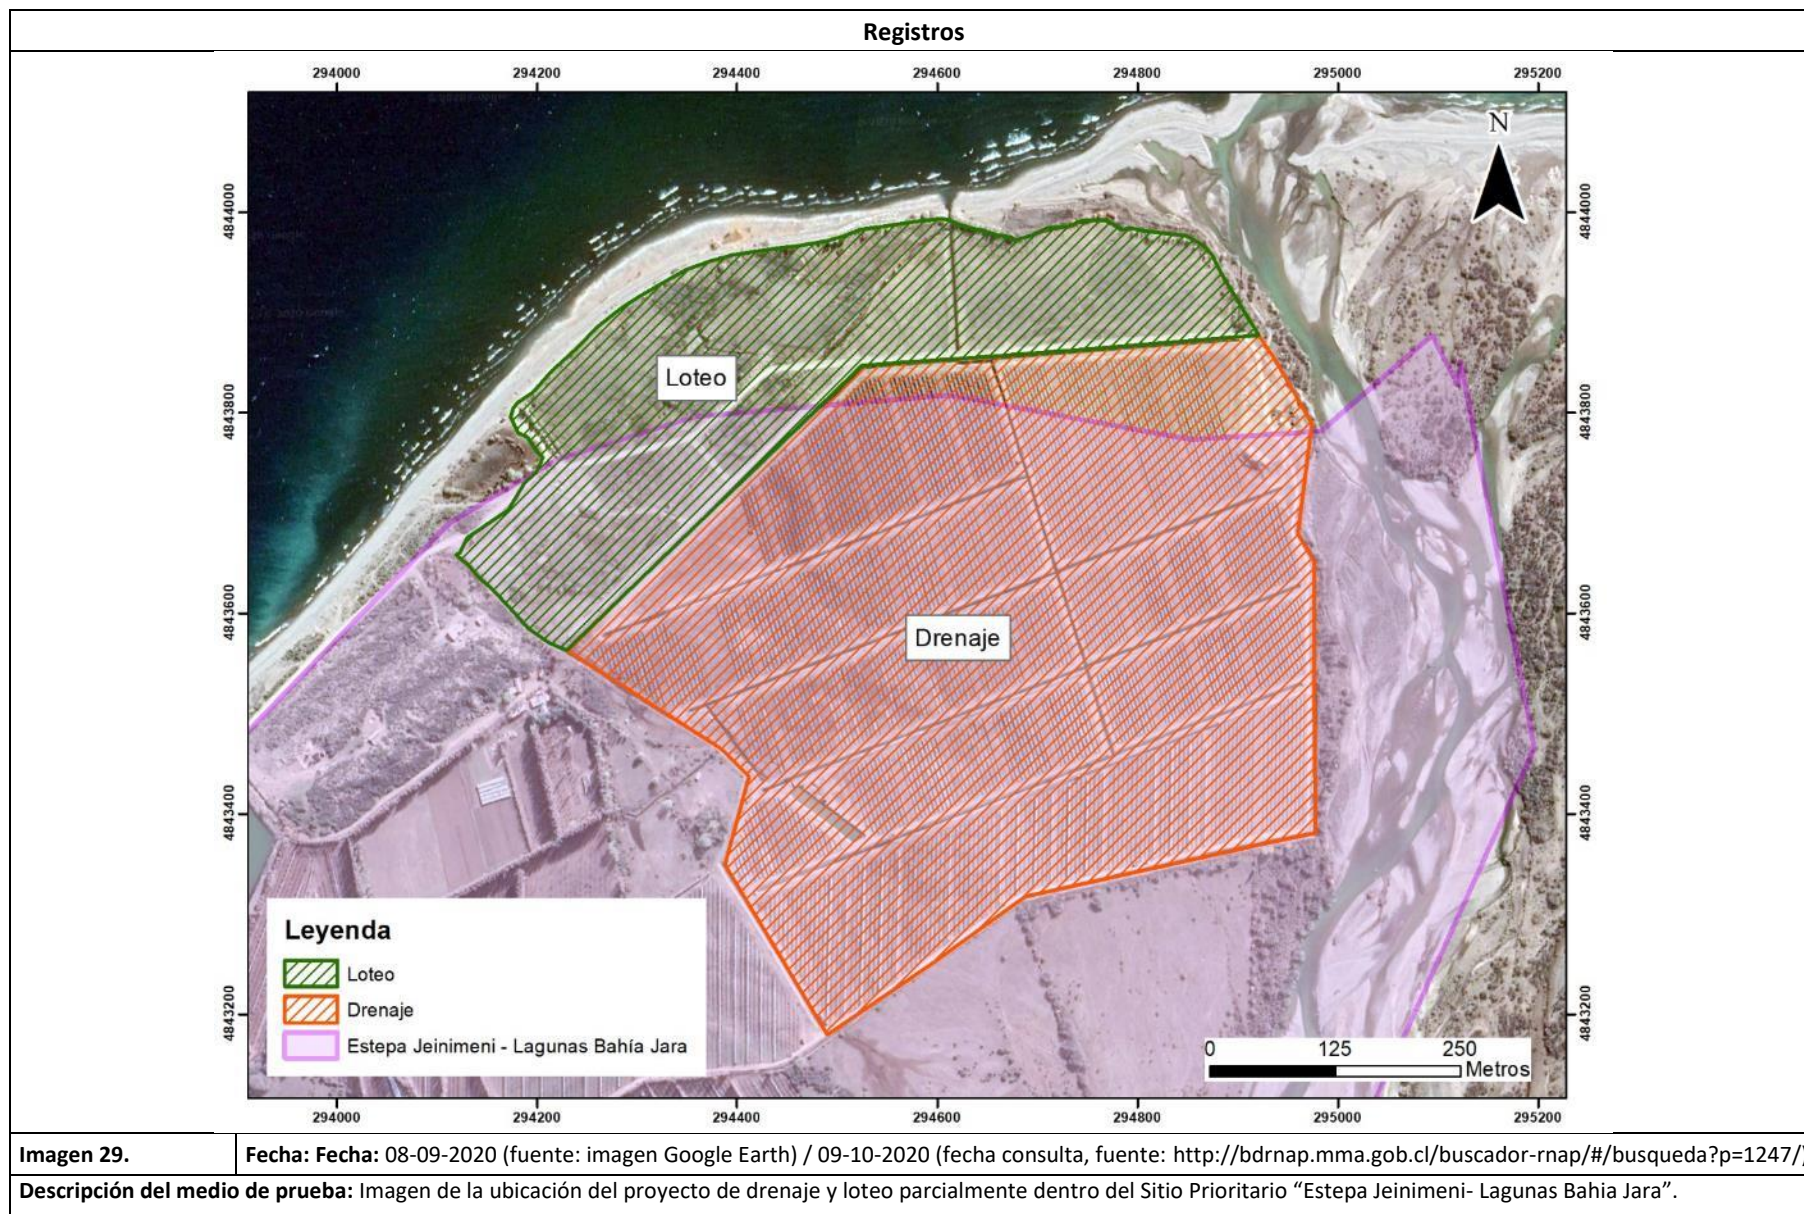 Registros
294000 294200 294400 294600 294800 295000 295200
N
4844000 4844000
Loteo
4843800 4843800
4843600 4843600
Drenaje
4843400 4843400
Leyenda
Loteo
Drenaje
Estepa Jeinimeni - Lagunas Bahía Jara
4843200 4843200
0 125 250
Metros
294000 294200 294400 294600 294800 295000 295200
Imagen 29. Fecha: Fecha: 08-09-2020 (fuente: imagen Google Earth) / 09-10-2020 (fecha consulta, fuente: http://bdrnap.mma.gob.cl/buscador-rnap/#/busqueda?p=1247/)
Descripción del medio de prueba: Imagen de la ubicación del proyecto de drenaje y loteo parcialmente dentro del Sitio Prioritario “Estepa Jeinimeni- Lagunas Bahia Jara”.